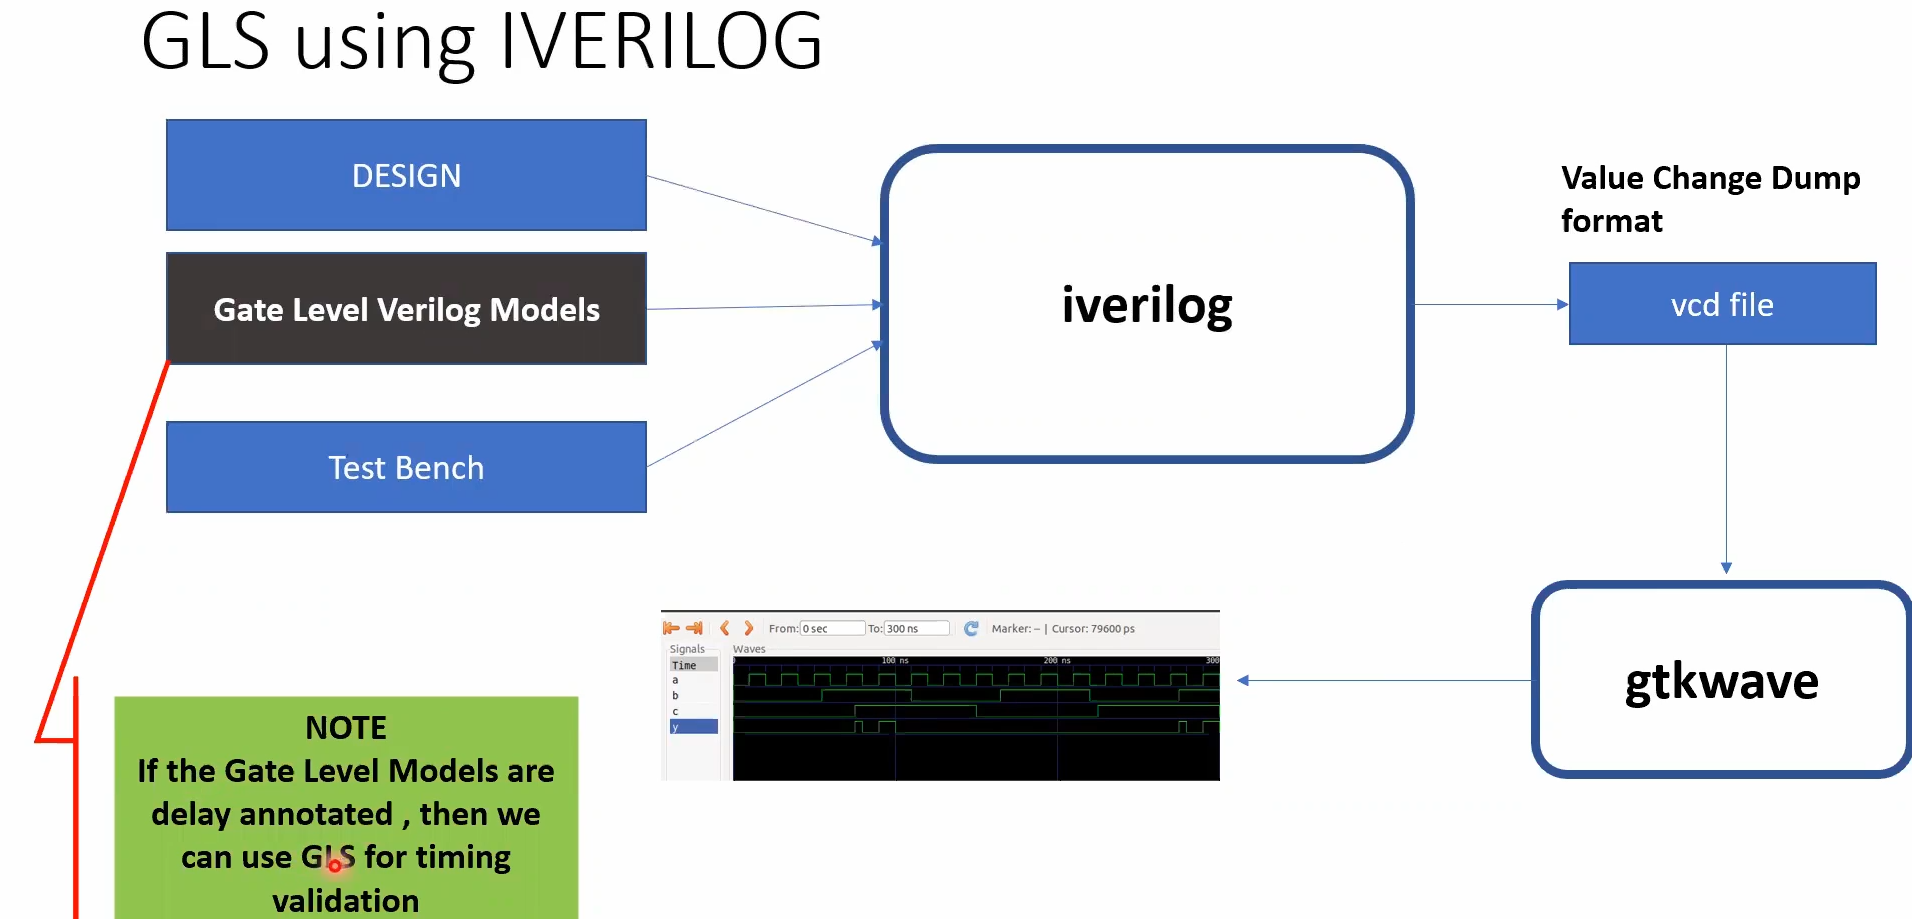 GLS using IVERILOG
DESIGN
Gate Level Verilog Models
Test Bench
iverilog
Value Change Dump
format
vcd file
gtkwave
From: 0 sec To: 300 ns Marker: -- | Cursor: 79600 ps
Signals
Waves
Time
a
b
c
y
0 100 ns 200 ns 300
NOTE
If the Gate Level Models are
delay annotated , then we
can use GLS for timing
validation